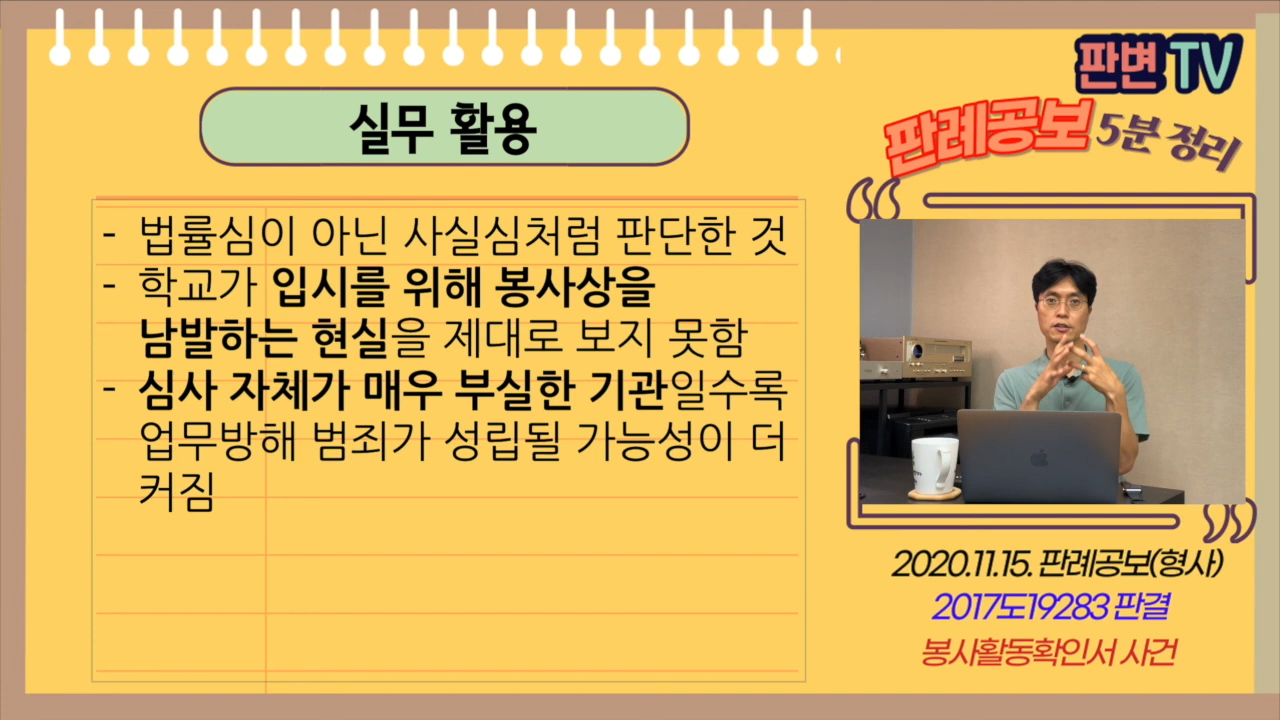 판변 TV
판례공보 5분 정리
실무 활용
- 법률심이 아닌 사실심처럼 판단한 것
- 학교가 입시를 위해 봉사상을
남발하는 현실을 제대로 보지 못함
- 심사 자체가 매우 부실한 기관일수록
업무방해 범죄가 성립될 가능성이 더
커짐
2020.11.15. 판례공보(형사)
2017도19283 판결
봉사활동확인서 사건